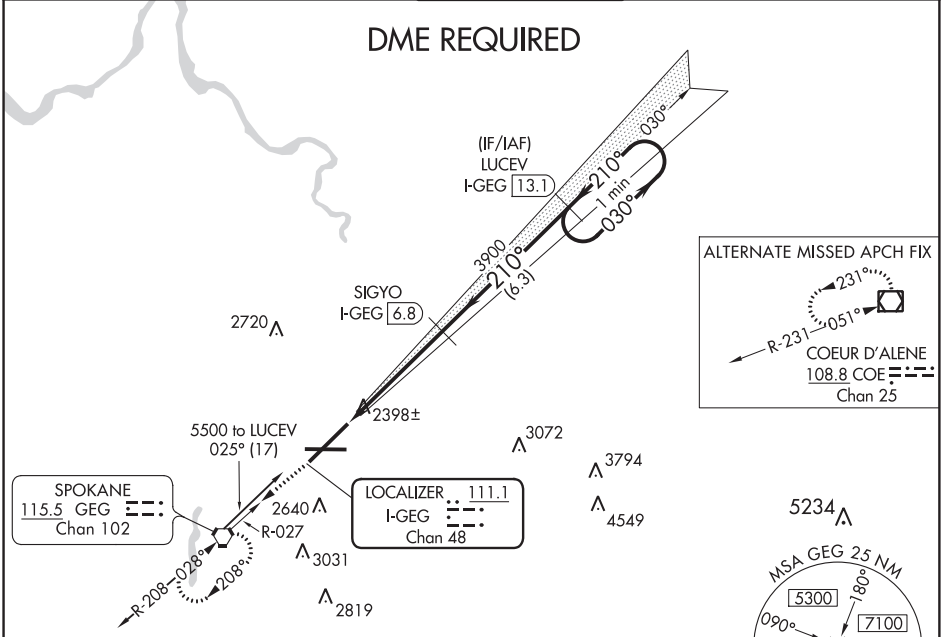 DME REQUIRED
(IF/IAF)
LUCEV
I-GEG 13.1
030°
210°
1 min
030°
3900
210°
(6.3)
SIGYO
I-GEG 6.8
ALTERNATE MISSED APCH FIX
231°
R-231
051°
COEUR D'ALENE
108.8 COE
Chan 25
2720
2398±
5500 to LUCEV
025° (17)
3072
3794
4549
5234
SPOKANE
115.5 GEG
Chan 102
2640
R-027
LOCALIZER 111.1
I-GEG
Chan 48
R-208
028°
208°
3031
2819
MSA GEG 25 NM
5300
180°
090°
7100